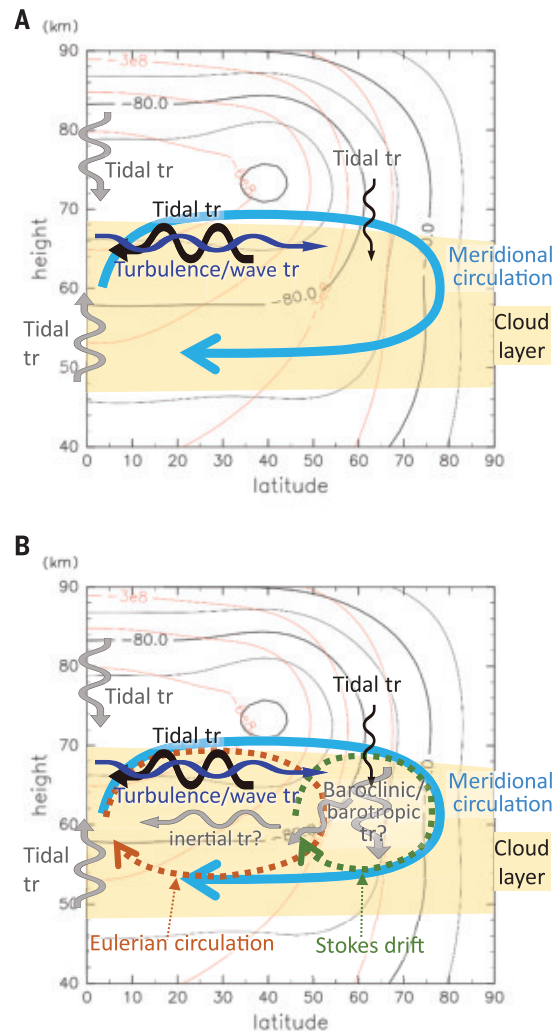 A
(km)
90
-3e8
-80.0
80
Tidal tr
Tidal tr
70
Tidal tr
height
Turbulence/wave tr
Meridional
circulation
60
-80.0
Tidal
tr
Cloud
layer
50
40
0 10 20 30 40 50 60 70 80 90
latitude
B
(km)
90
-3e8
-80.0
80
Tidal tr
Tidal tr
70
Tidal tr
height
Turbulence/wave tr
Baroclinic/
barotropic
tr?
Meridional
circulation
60
inertial tr?
-80.0
Tidal
tr
Cloud
layer
50
Eulerian circulation
Stokes drift
40
0 10 20 30 40 50 60 70 80 90
latitude